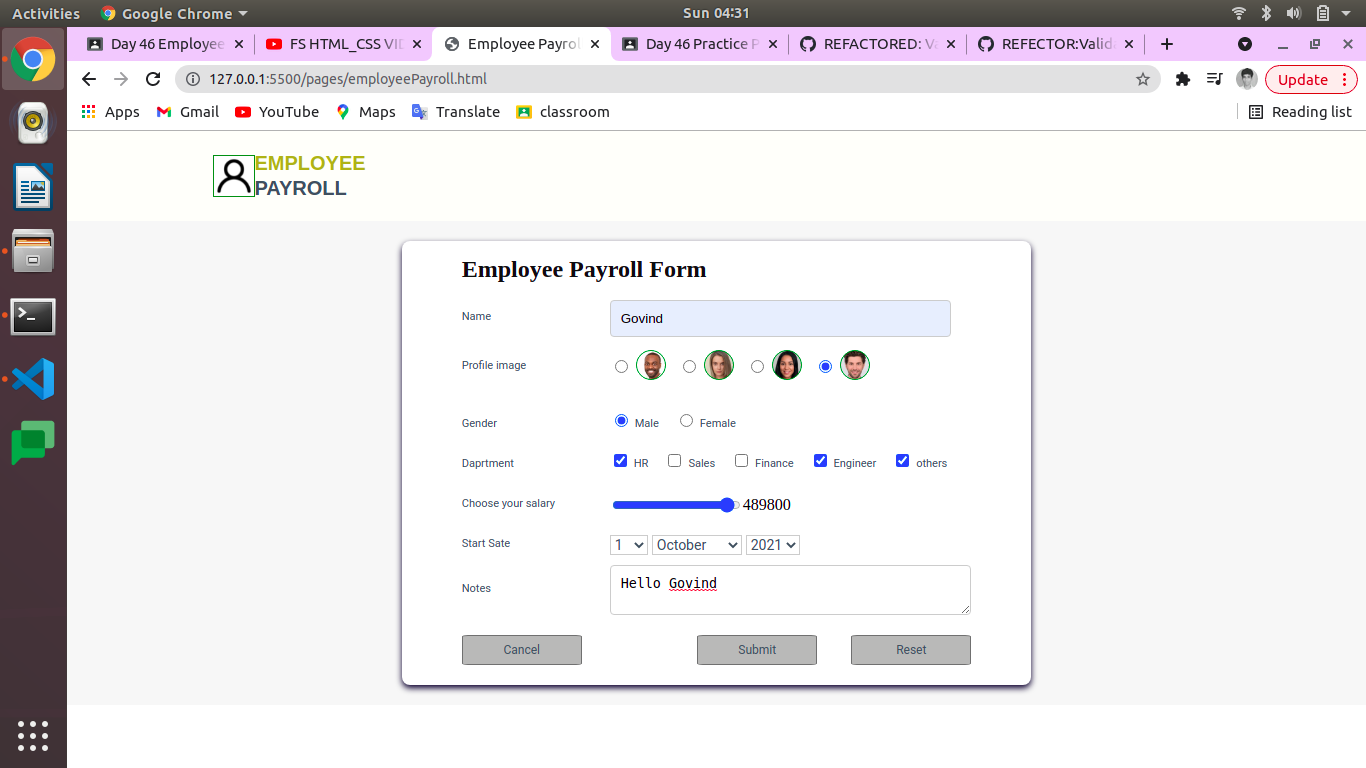 Activities Google Chrome Sun 04:31
Day 46 Employee FS HTML_CSS VID Employee Payrol Day 46 Practice P REFACTORED: Va REFECTOR:Valid
127.0.0.1:5500/pages/employeePayroll.html Update
Apps Gmail YouTube Maps Translate classroom Reading list
EMPLOYEE
PAYROLL
Employee Payroll Form
Name Govind
Profile image
Gender Male Female
Daprtment HR Sales Finance Engineer others
Choose your salary 489800
Start Sate 1 October 2021
Notes Hello Govind
Cancel Submit Reset